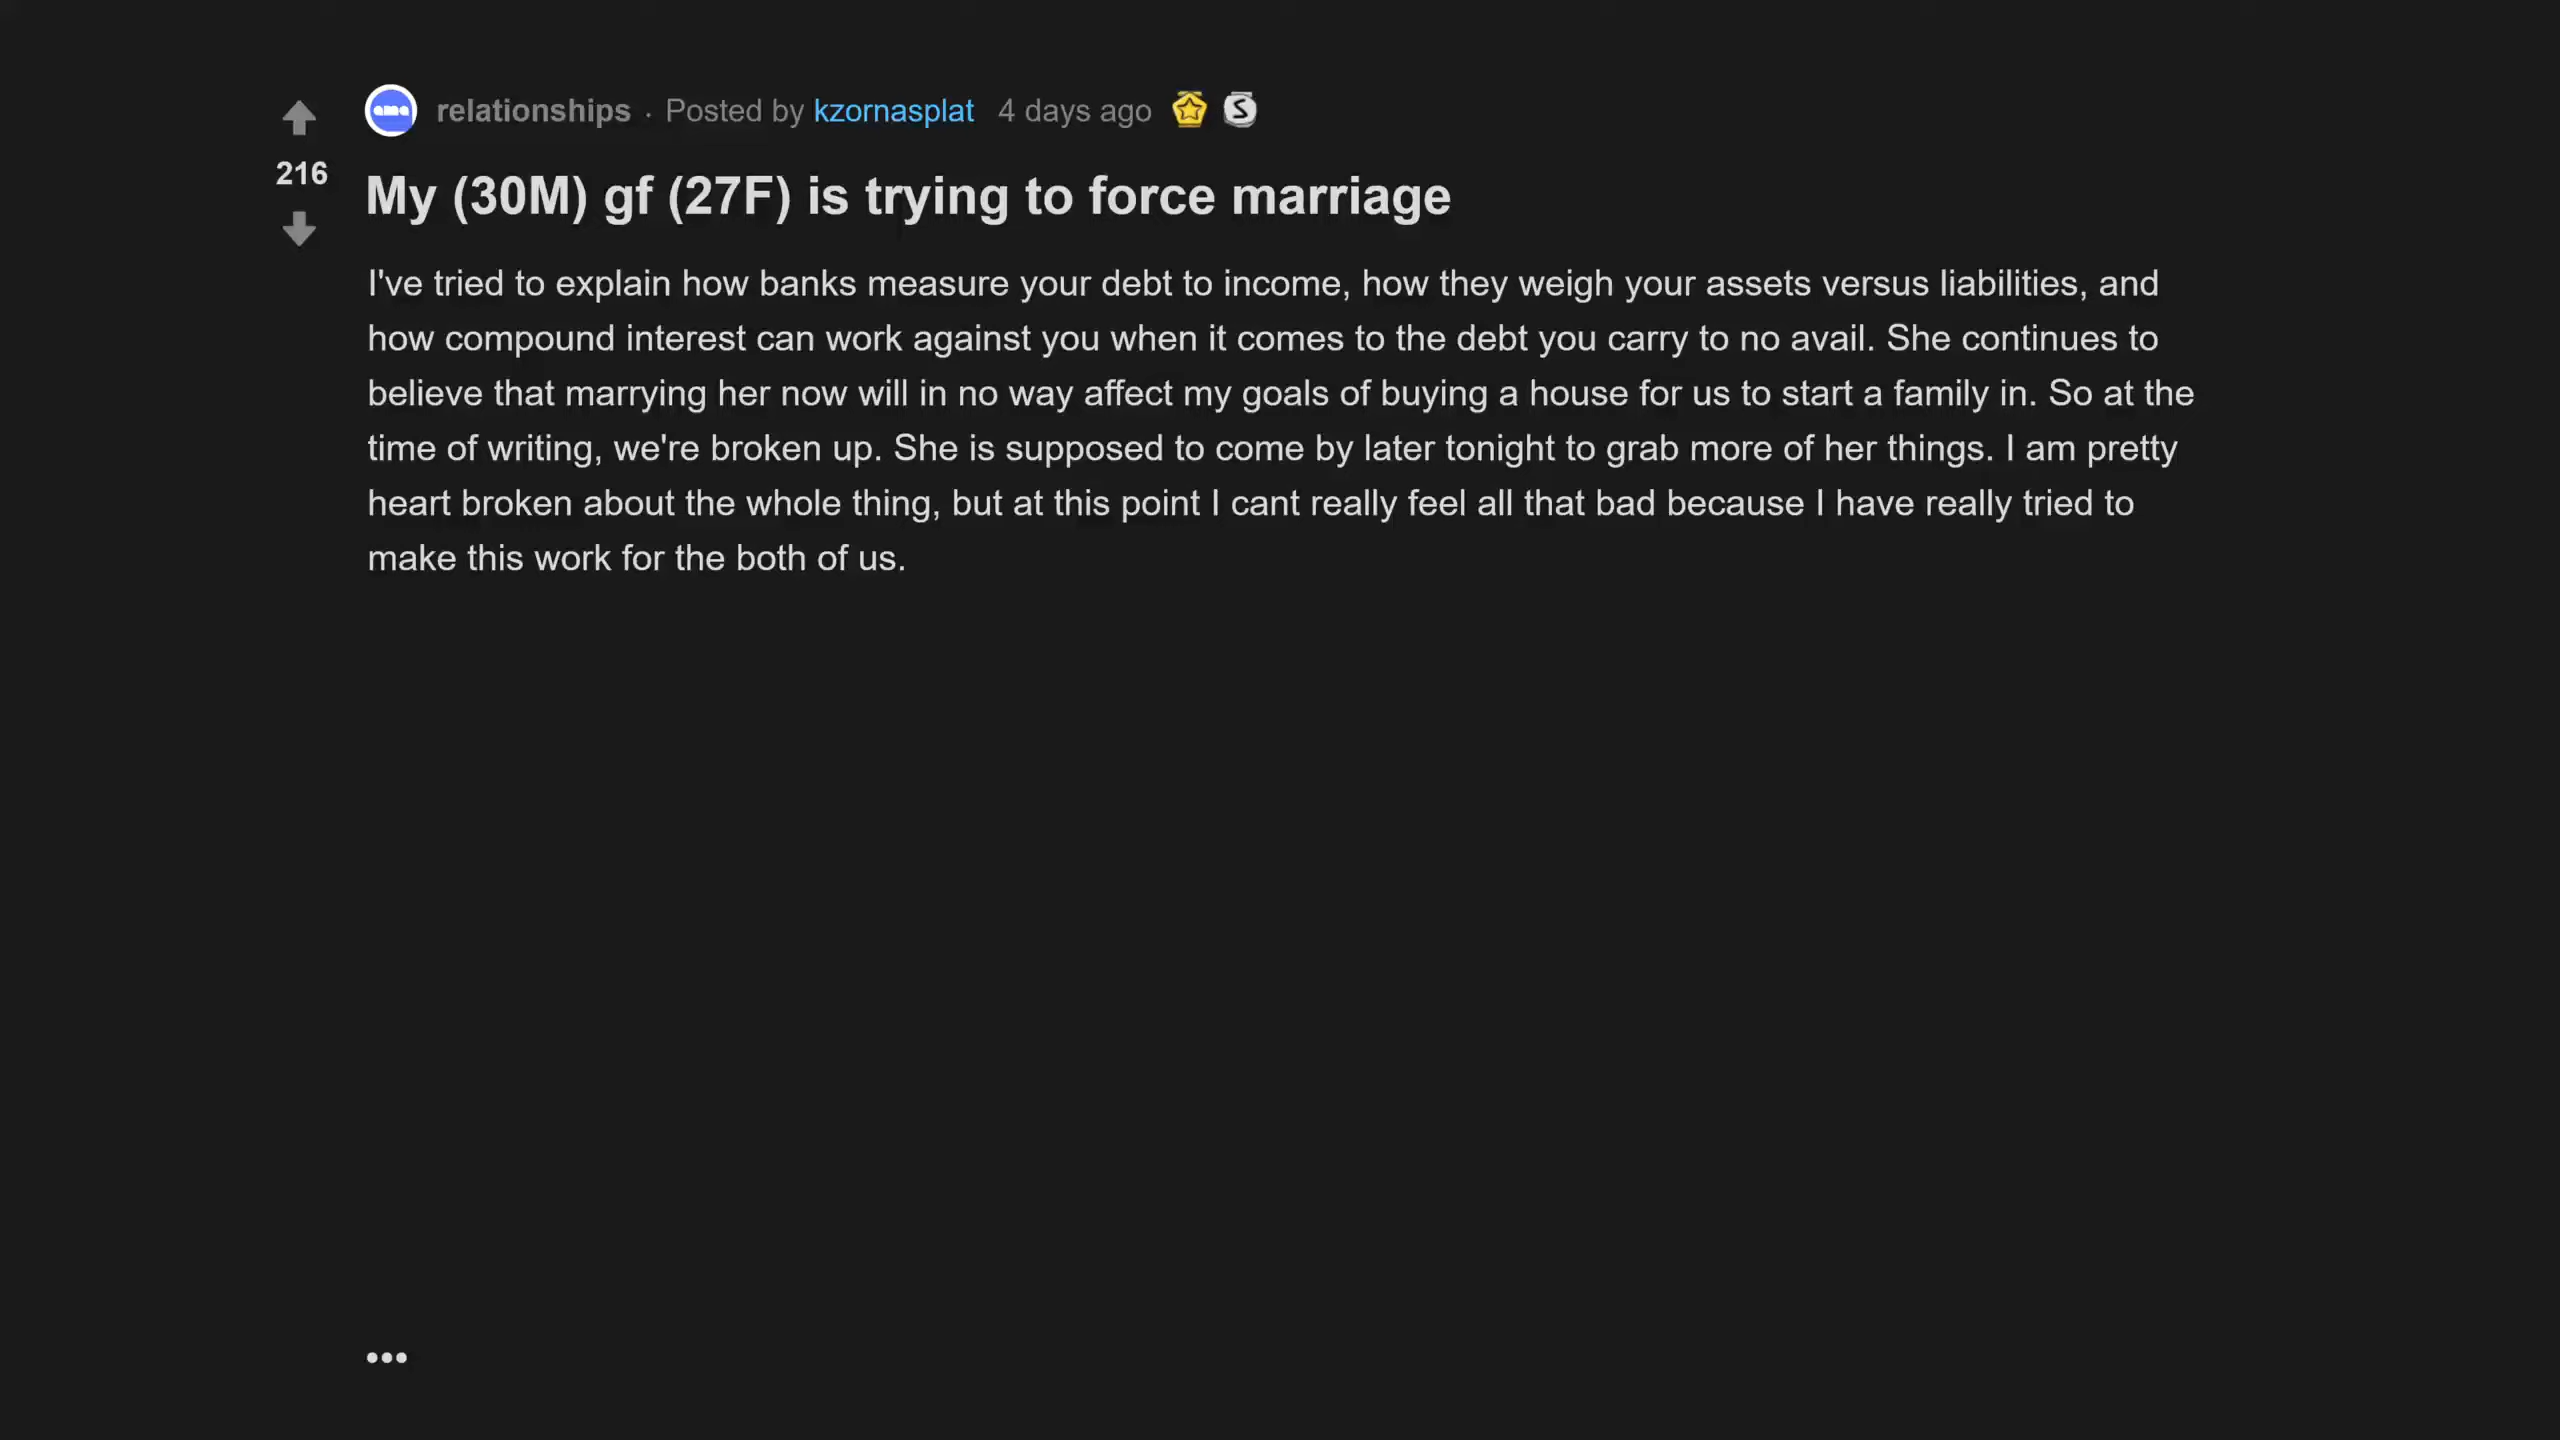 relationships · Posted by kzornasplat 4 days ago
216
My (30M) gf (27F) is trying to force marriage
I've tried to explain how banks measure your debt to income, how they weigh your assets versus liabilities, and
how compound interest can work against you when it comes to the debt you carry to no avail. She continues to
believe that marrying her now will in no way affect my goals of buying a house for us to start a family in. So at the
time of writing, we're broken up. She is supposed to come by later tonight to grab more of her things. I am pretty
heart broken about the whole thing, but at this point I cant really feel all that bad because I have really tried to
make this work for the both of us.
•••